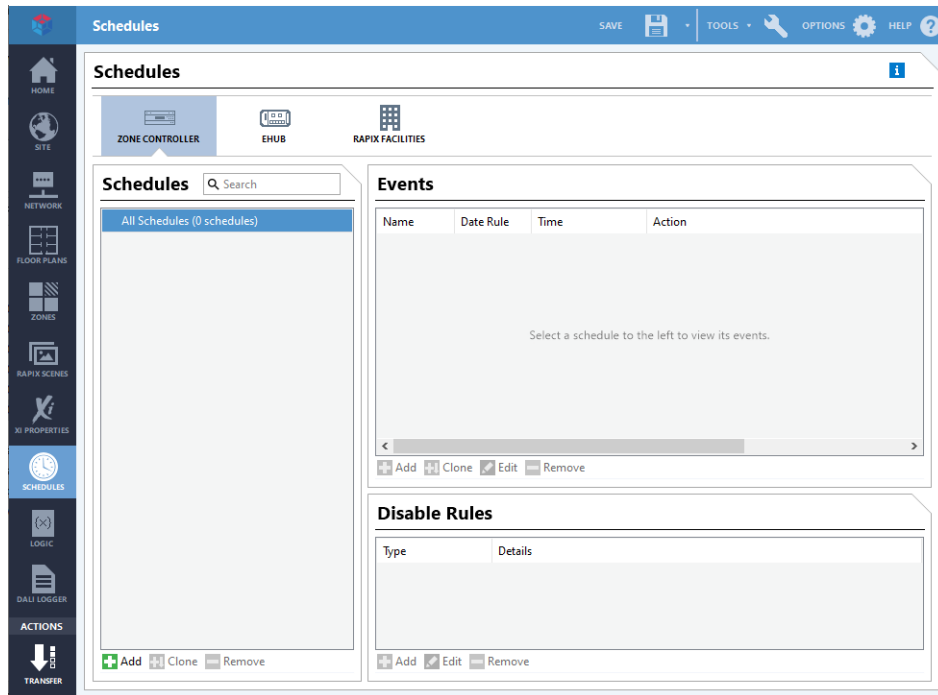 Schedules
SAVE
TOOLS
OPTIONS
HELP ?
HOME
SITE
NETWORK
FLOOR PLANS
ZONES
RAPIX SCENES
Xi
XI PROPERTIES
SCHEDULES
(×)
LOGIC
DALI LOGGER
ACTIONS
TRANSFER
Schedules
i
ZONE CONTROLLER
EHUB
RAPIX FACILITIES
Schedules
Search
All Schedules (0 schedules)
Add Clone Remove
Events
Name Date Rule Time Action
Select a schedule to the left to view its events.
Add Clone Edit Remove
Disable Rules
Type Details
Add Edit Remove